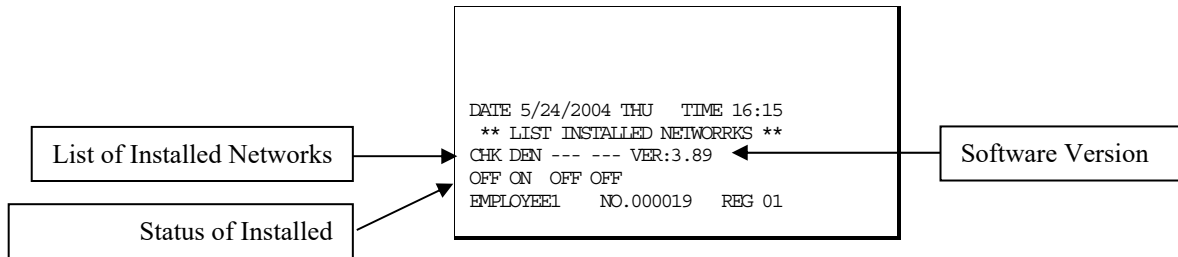 DATE 5/24/2004 THU TIME 16:15
** LIST INSTALLED NETWORRKS **
List of Installed Networks
CHK DEN --- --- VER:3.89
Software Version
OFF ON OFF OFF
EMPLOYEE1 NO.000019 REG 01
Status of Installed